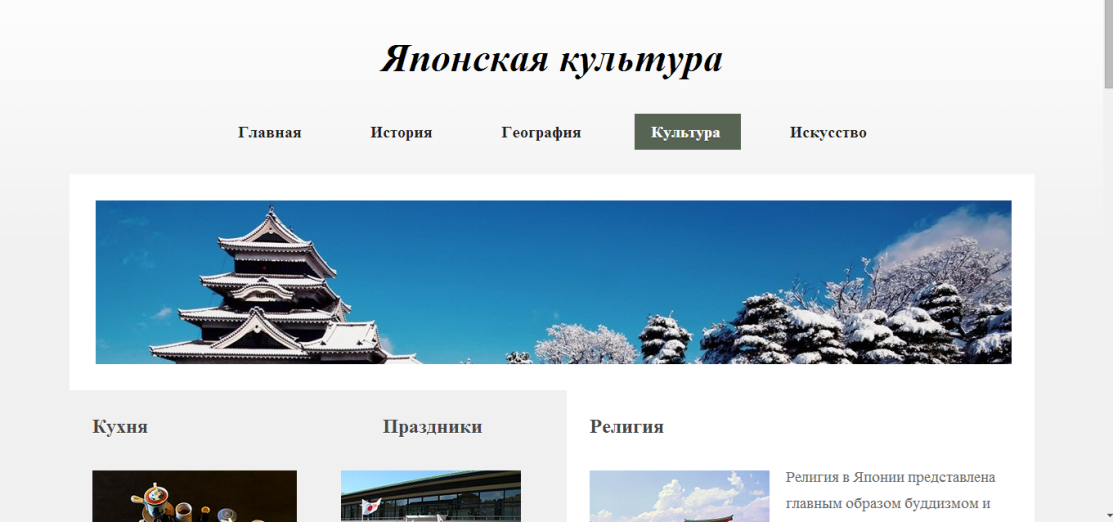 Японская культура
Главная История География Культура Искусство
Кухня Праздники Религия
Религия в Японии представлена
главным образом буддизмом и